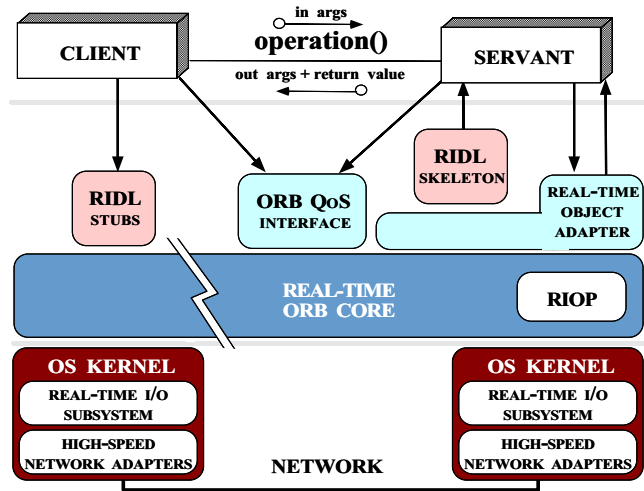 in args
operation()
out args + return value
CLIENT
SERVANT
RIDL
STUBS
ORB QoS
INTERFACE
RIDL
SKELETON
REAL-TIME
OBJECT
ADAPTER
REAL-TIME
ORB CORE
RIOP
OS KERNEL
REAL-TIME I/O
SUBSYSTEM
HIGH-SPEED
NETWORK ADAPTERS
NETWORK
OS KERNEL
REAL-TIME I/O
SUBSYSTEM
HIGH-SPEED
NETWORK ADAPTERS